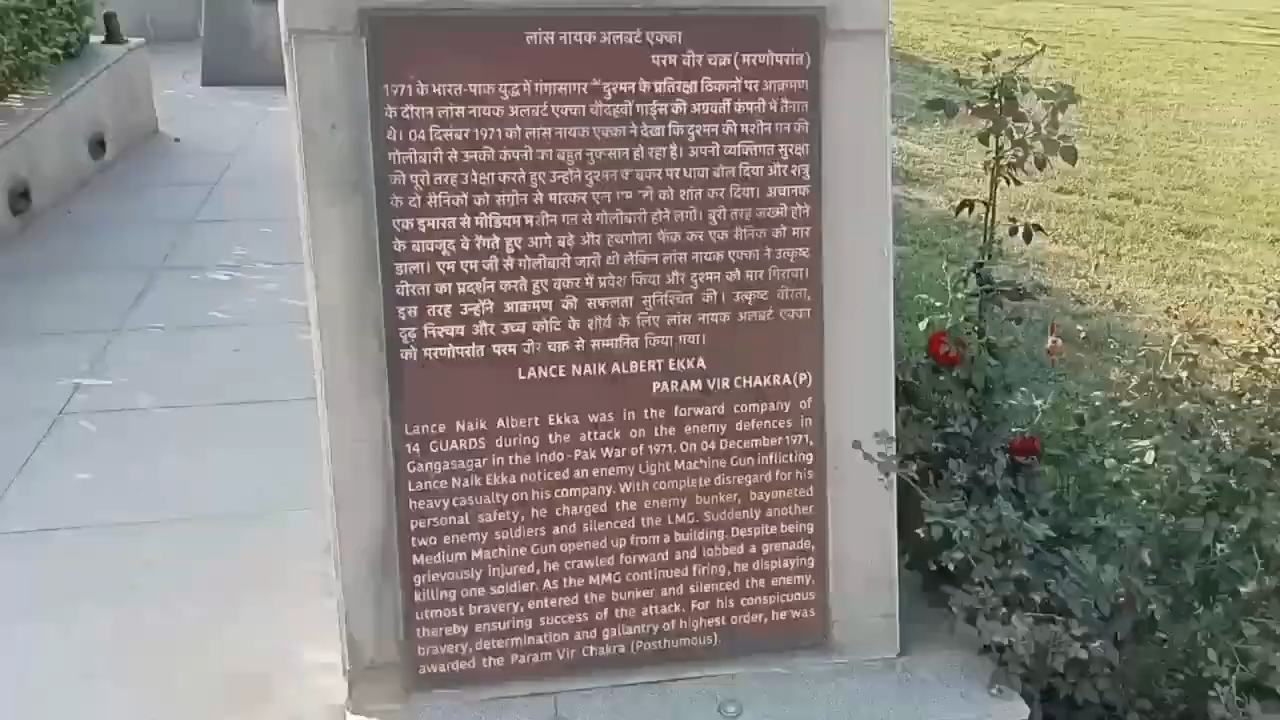 लांस नायक अलबर्ट एक्का
परम वीर चक्र (मरणोपरांत)
1971 के भारत-पाक युद्ध में गंगासागर में दुश्मन के प्रतिरक्षा ठिकानों पर आक्रमण
के दौरान लांस नायक अलबर्ट एक्का चौदहवीं गार्ड्स की अग्रवर्ती कंपनी में तैनात
थे। 04 दिसंबर 1971 को लांस नायक एक्का ने देखा कि दुश्मन की मशीन गन की
गोलीबारी से उनकी कंपनी का बहुत नुकसान हो रहा है। अपनी व्यक्तिगत सुरक्षा
की पूरी तरह उपेक्षा करते हुए उन्होंने दुश्मन के बंकर पर धावा बोल दिया और शत्रु
के दो सैनिकों को संगीन से मारकर एल एम जी को शांत कर दिया। अचानक
एक इमारत से मीडियम मशीन गन से गोलीबारी होने लगी। बुरी तरह जख्मी होने
के बावजूद वे रेंगते हुए आगे बढ़े और हथगोला फेंक कर एक सैनिक को मार
डाला। एम एम जी से गोलीबारी जारी थी लेकिन लांस नायक एक्का ने उत्कृष्ट
वीरता का प्रदर्शन करते हुए बंकर में प्रवेश किया और दुश्मन को मार गिराया।
इस तरह उन्होंने आक्रमण की सफलता सुनिश्चित की। उत्कृष्ट वीरता,
दृढ़ निश्चय और उच्च कोटि के शौर्य के लिए लांस नायक अलबर्ट एक्का
को मरणोपरांत परम वीर चक्र से सम्मानित किया गया।
LANCE NAIK ALBERT EKKA
PARAM VIR CHAKRA (P)
Lance Naik Albert Ekka was in the forward company of
14 GUARDS during the attack on the enemy defences in
Gangasagar in the Indo-Pak War of 1971. On 04 December 1971,
Lance Naik Ekka noticed an enemy Light Machine Gun inflicting
heavy casualty on his company. With complete disregard for his
personal safety, he charged the enemy bunker, bayoneted
two enemy soldiers and silenced the LMG. Suddenly another
Medium Machine Gun opened up from a building. Despite being
grievously injured, he crawled forward and lobbed a grenade,
killing one soldier. As the MMG continued firing, he displaying
utmost bravery, entered the bunker and silenced the enemy,
thereby ensuring success of the attack. For his conspicuous
bravery, determination and gallantry of highest order, he was
awarded the Param Vir Chakra (Posthumous).